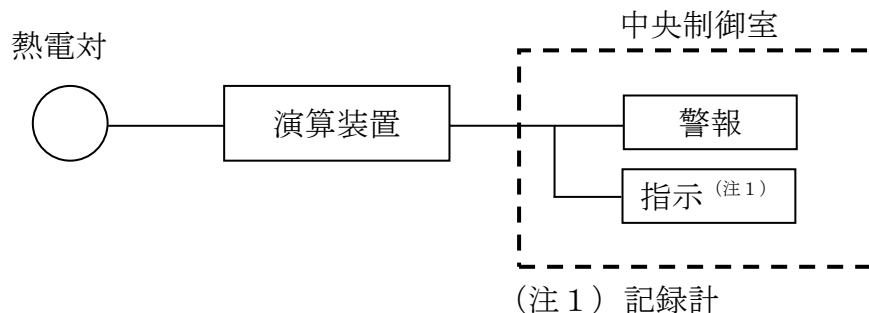 中央制御室
熱電対
演算装置
警報
指示（注１）
（注１）記録計